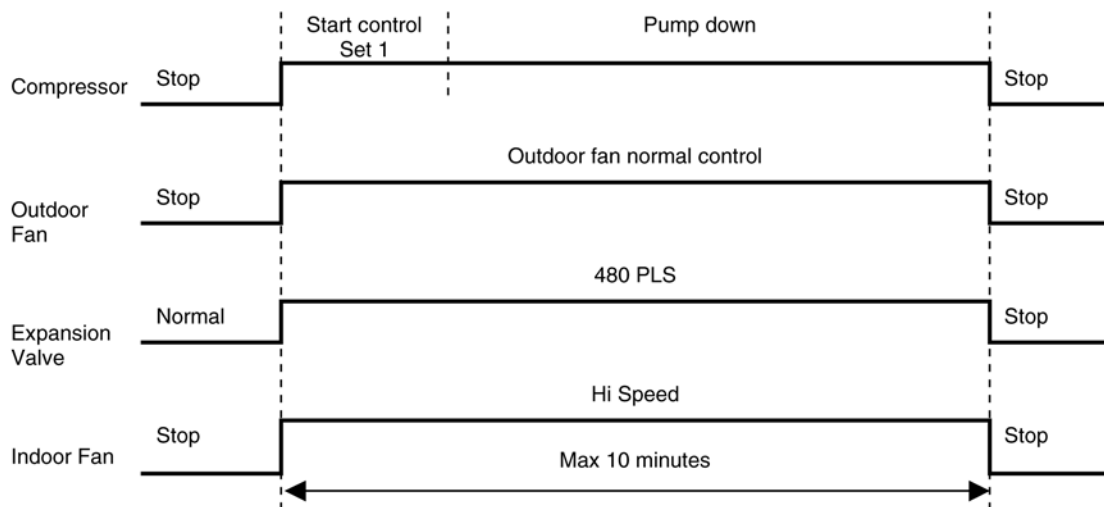 Start control
Set 1
Pump down
Compressor
Stop
Stop
Outdoor fan normal control
Outdoor
Fan
Stop
Stop
480 PLS
Expansion
Valve
Normal
Stop
Hi Speed
Indoor Fan
Stop
Stop
Max 10 minutes